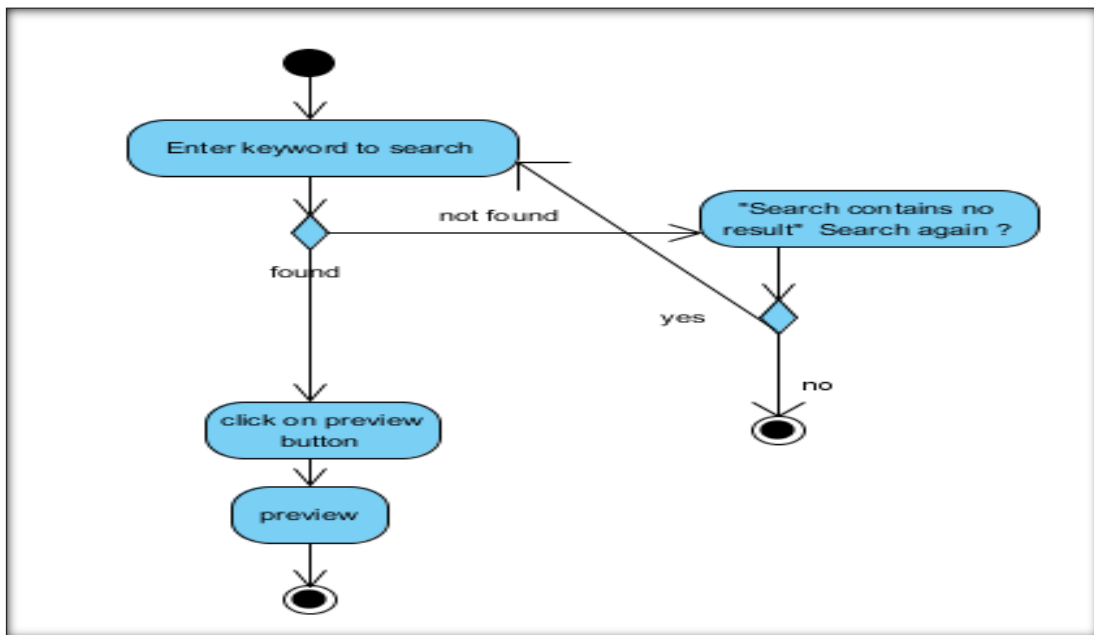 Enter keyword to search
not found
"Search contains no
result"  Search again ?
found
yes
no
click on preview
button
preview